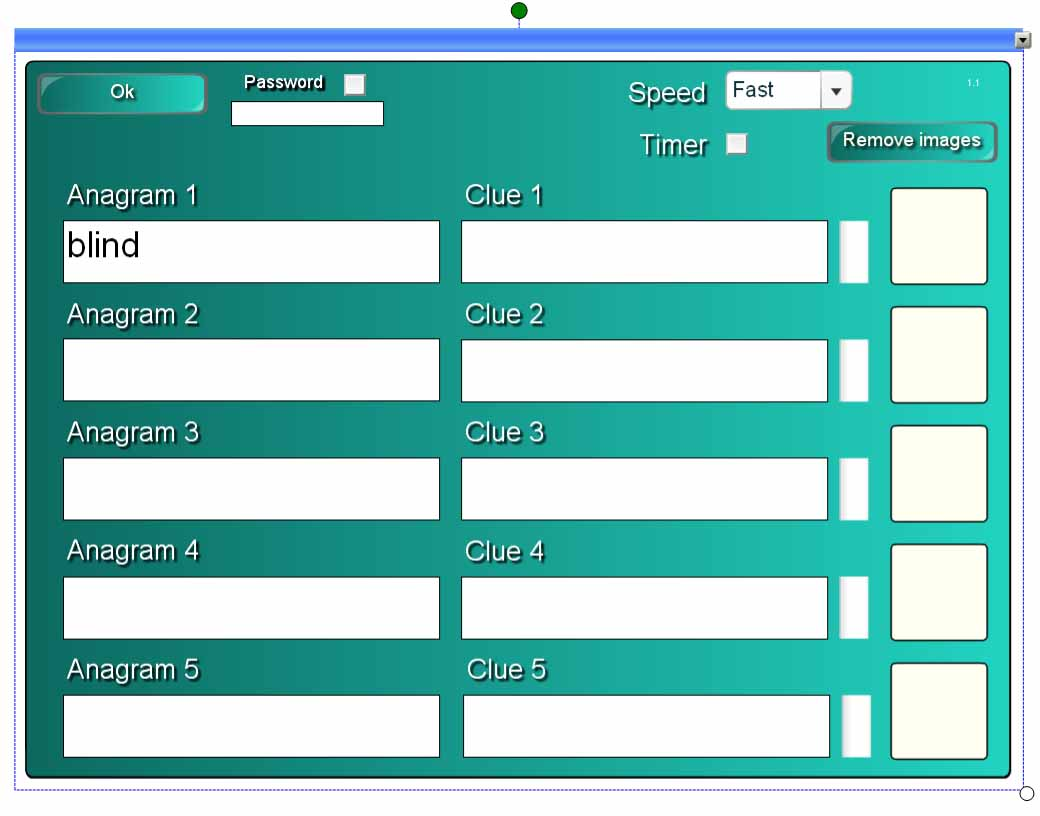 Ok
Password
Speed Fast
1.1
Timer
Remove images
Anagram 1 Clue 1
blind
Anagram 2 Clue 2
Anagram 3 Clue 3
Anagram 4 Clue 4
Anagram 5 Clue 5